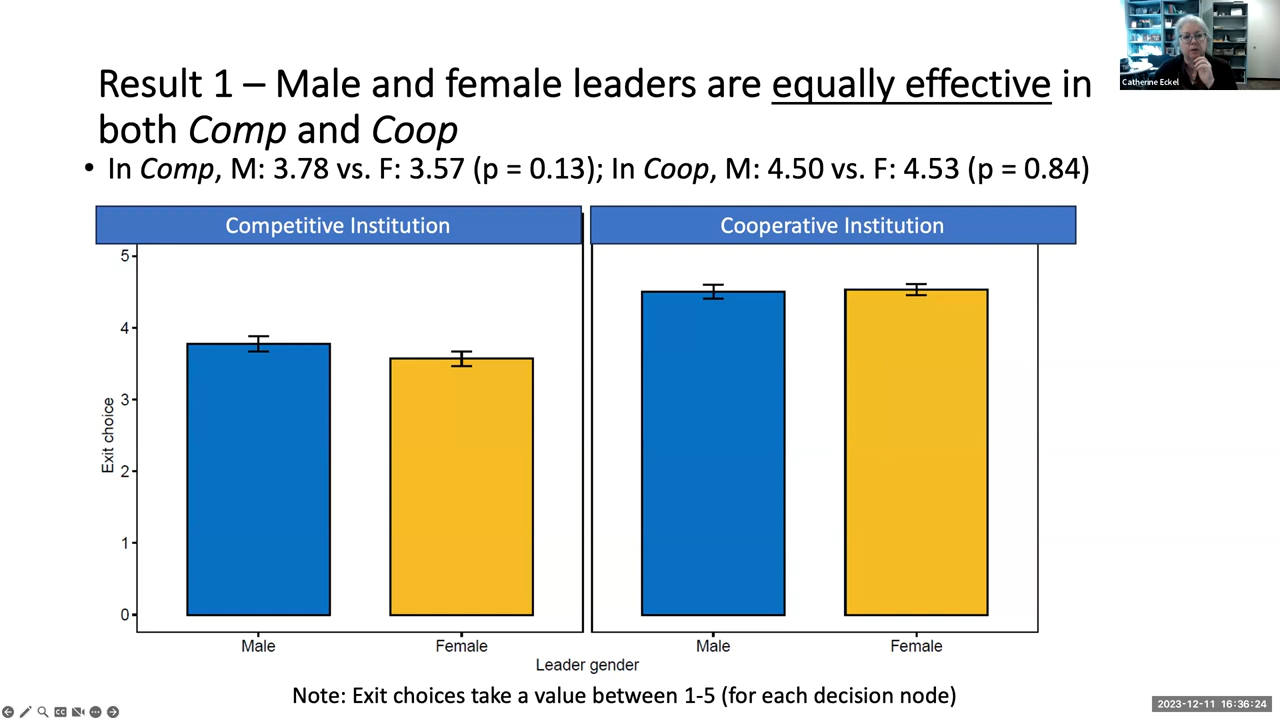 Catherine Eckel
Result 1 – Male and female leaders are equally effective in
both Comp and Coop
• In Comp, M: 3.78 vs. F: 3.57 (p = 0.13); In Coop, M: 4.50 vs. F: 4.53 (p = 0.84)
Competitive Institution
Cooperative Institution
5
4
3
2
1
0
Exit choice
Male
Female
Male
Female
Leader gender
Note: Exit choices take a value between 1-5 (for each decision node)
2023-12-11 16:36:24